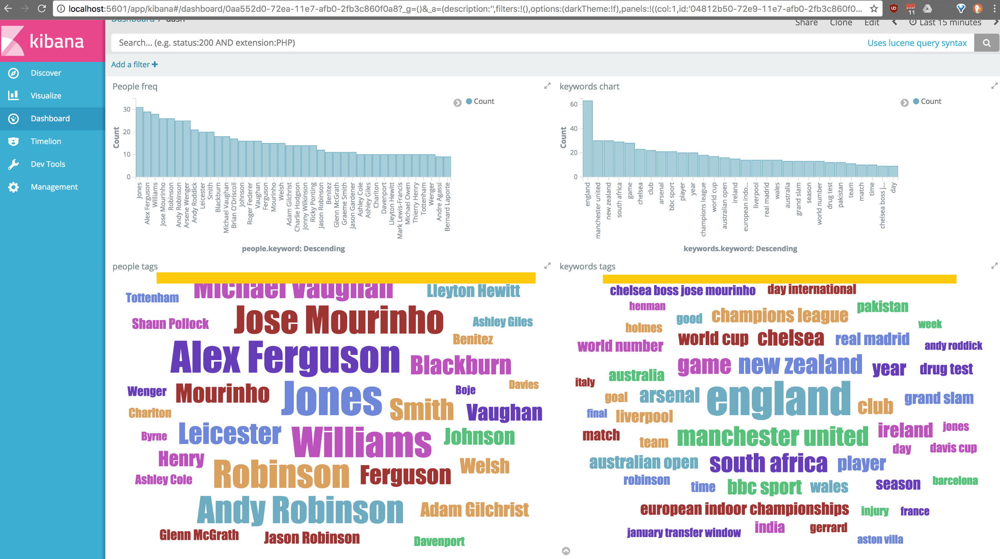 localhost:5601/app/kibana#/dashboard/0aa552d0-72ea-11e7-afb0-2fb3c860f0a8?_g=()&_a=(description:'',filters:!(),options:(darkTheme:!f),panels:!((col:1,id:'04812b50-72e9-11e7-afb0-2fb3c860f0...
11
Dashboard / dash
Share Clone Edit Last 15 minutes
kibana
Search... (e.g. status:200 AND extension:PHP)
Uses lucene query syntax
Add a filter
Discover
Visualize
Dashboard
Timelion
Dev Tools
Management
People freq
Count
30
20
10
0
Count
Jones
Alex Ferguson
Williams
Jose Mourinho
Robinson
Andy Robinson
Arsene Wenger
Andy Roddick
Leicester
Smith
Blackburn
Michael Vaughan
Brian O'Driscoll
Johnson
Roger Federer
Vaughan
Ferguson
Mourinho
Welsh
Adam Gilchrist
Charlie Hodgson
Jonny Wilkinson
Ricky Ponting
Jason Robinson
Benitez
Glenn McGrath
Graeme Smith
Jason Gardener
Ashley Cole
Ashley Giles
Charlton
Davenport
Lleyton Hewitt
Mark Lewis-Francis
Michael Owen
Thierry Henry
Tottenham
Wenger
Andre Agassi
Bernard Laporte
people.keyword: Descending
keywords chart
Count
60
40
20
0
Count
england
manchester united
new zealand
south africa
game
chelsea
club
arsenal
bbc sport
player
year
champions league
world cup
australian open
ireland
european indo...
liverpool
real madrid
wales
australia
grand slam
season
world number
drug test
pakistan
team
match
time
chelsea boss j...
day
keywords.keyword: Descending
people tags
Michael Vaughan
Lleyton Hewitt
Tottenham
Jose Mourinho
Shaun Pollock
Ashley Giles
Benitez
Alex Ferguson
Blackburn
Davies
Wenger
Mourinho
Jones
Boje
Smith
Charlton
Vaughan
Leicester
Byrne
Williams
Johnson
Henry
Welsh
Robinson
Ferguson
Ashley Cole
Andy Robinson
Adam Gilchrist
Glenn McGrath
Jason Robinson
Davenport
keywords tags
chelsea boss jose mourinho
day international
henman
pakistan
good
champions league
week
holmes
world cup
chelsea
real madrid
world number
andy roddick
game
new zealand
year
drug test
australia
italy
goal
arsenal
england
club
grand slam
final
liverpool
match
team
manchester united
ireland
jones
day
davis cup
australian open
south africa
player
robinson
time
bbc sport
wales
season
barcelona
european indoor championships
injury
france
january transfer window
india
gerrard
aston villa